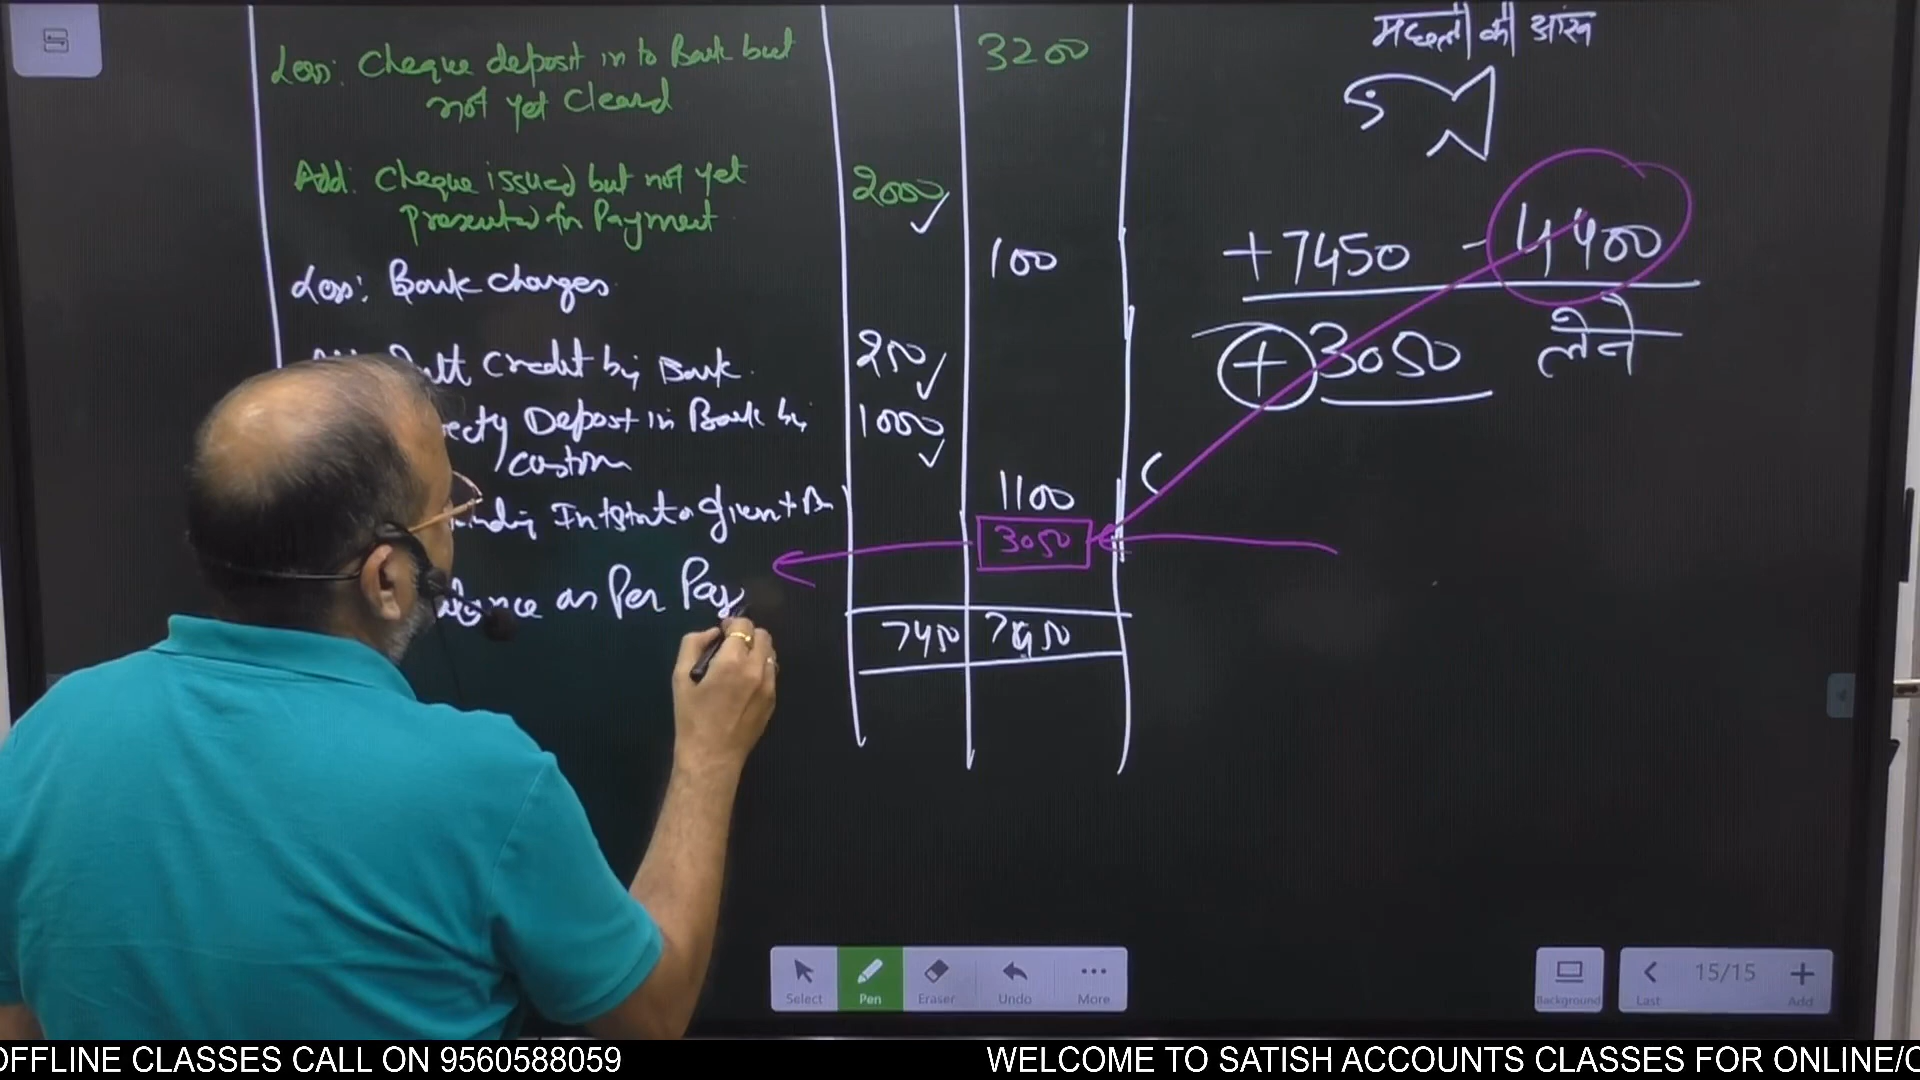 Less: Cheque deposit in to Bank but 3200
not yet Cleard
Add: Cheque issued but not yet 2000
Presented for Payment
Less: Bank charges 100
Credit by Bank 250
Deposit in Bank by 1000
custom
1100
3050
as Per Pay
7450 7450
मछली की आंख
+7450 - 4400
+ 3050 लेने
Select Pen Eraser Undo More
Background
Last 15/15 Add
OFFLINE CLASSES CALL ON 9560588059 WELCOME TO SATISH ACCOUNTS CLASSES FOR ONLINE/O